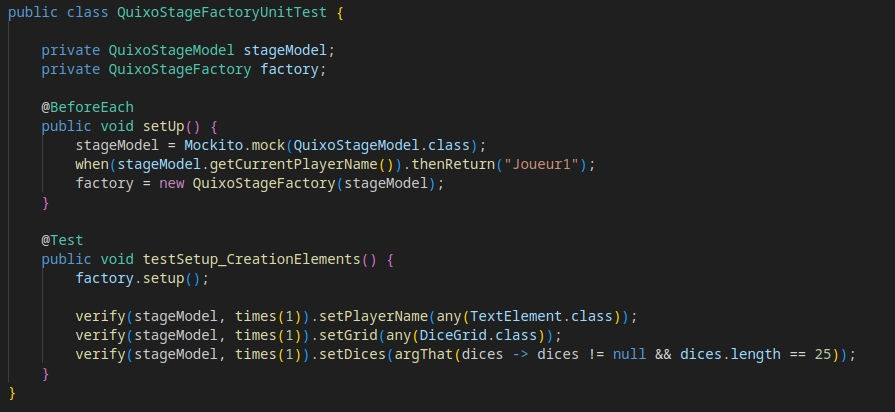 public class QuixoStageFactoryUnitTest {
private QuixoStageModel stageModel;
private QuixoStageFactory factory;
@BeforeEach
public void setUp() {
stageModel = Mockito.mock(QuixoStageModel.class);
when(stageModel.getCurrentPlayerName()).thenReturn("Joueur1");
factory = new QuixoStageFactory(stageModel);
}
@Test
public void testSetup_CreationElements() {
factory.setup();
verify(stageModel, times(1)).setPlayerName(any(TextElement.class));
verify(stageModel, times(1)).setGrid(any(DiceGrid.class));
verify(stageModel, times(1)).setDices(argThat(dices -> dices != null && dices.length == 25));
}
}